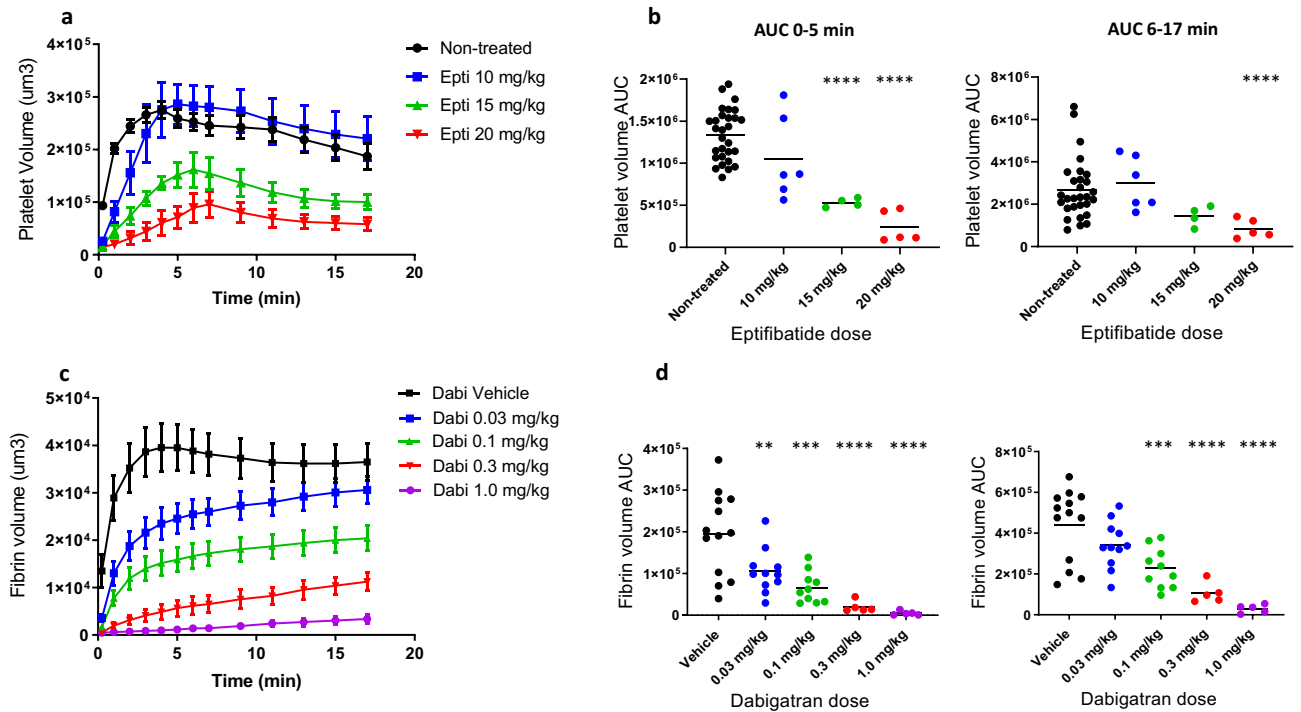 a
Platelet Volume (um3)
4×10⁵
3×10⁵
2×10⁵
1×10⁵
0
0 5 10 15 20
Time (min)
Non-treated
Epti 10 mg/kg
Epti 15 mg/kg
Epti 20 mg/kg
b
AUC 0-5 min
Platelet volume AUC
2×10⁶
1.5×10⁶
1×10⁶
5×10⁵
0
**** ****
Non-treated
10 mg/kg
15 mg/kg
20 mg/kg
Eptifibatide dose
AUC 6-17 min
Platelet volume AUC
8×10⁶
6×10⁶
4×10⁶
2×10⁶
0
****
Non-treated
10 mg/kg
15 mg/kg
20 mg/kg
Eptifibatide dose
c
Fibrin volume (um3)
5×10⁴
4×10⁴
3×10⁴
2×10⁴
1×10⁴
0
0 5 10 15 20
Time (min)
Dabi Vehicle
Dabi 0.03 mg/kg
Dabi 0.1 mg/kg
Dabi 0.3 mg/kg
Dabi 1.0 mg/kg
d
Fibrin volume AUC
4×10⁵
3×10⁵
2×10⁵
1×10⁵
0
** *** **** ****
Vehicle
0.03 mg/kg
0.1 mg/kg
0.3 mg/kg
1.0 mg/kg
Dabigatran dose
Fibrin volume AUC
8×10⁵
6×10⁵
4×10⁵
2×10⁵
0
*** **** ****
Vehicle
0.03 mg/kg
0.1 mg/kg
0.3 mg/kg
1.0 mg/kg
Dabigatran dose